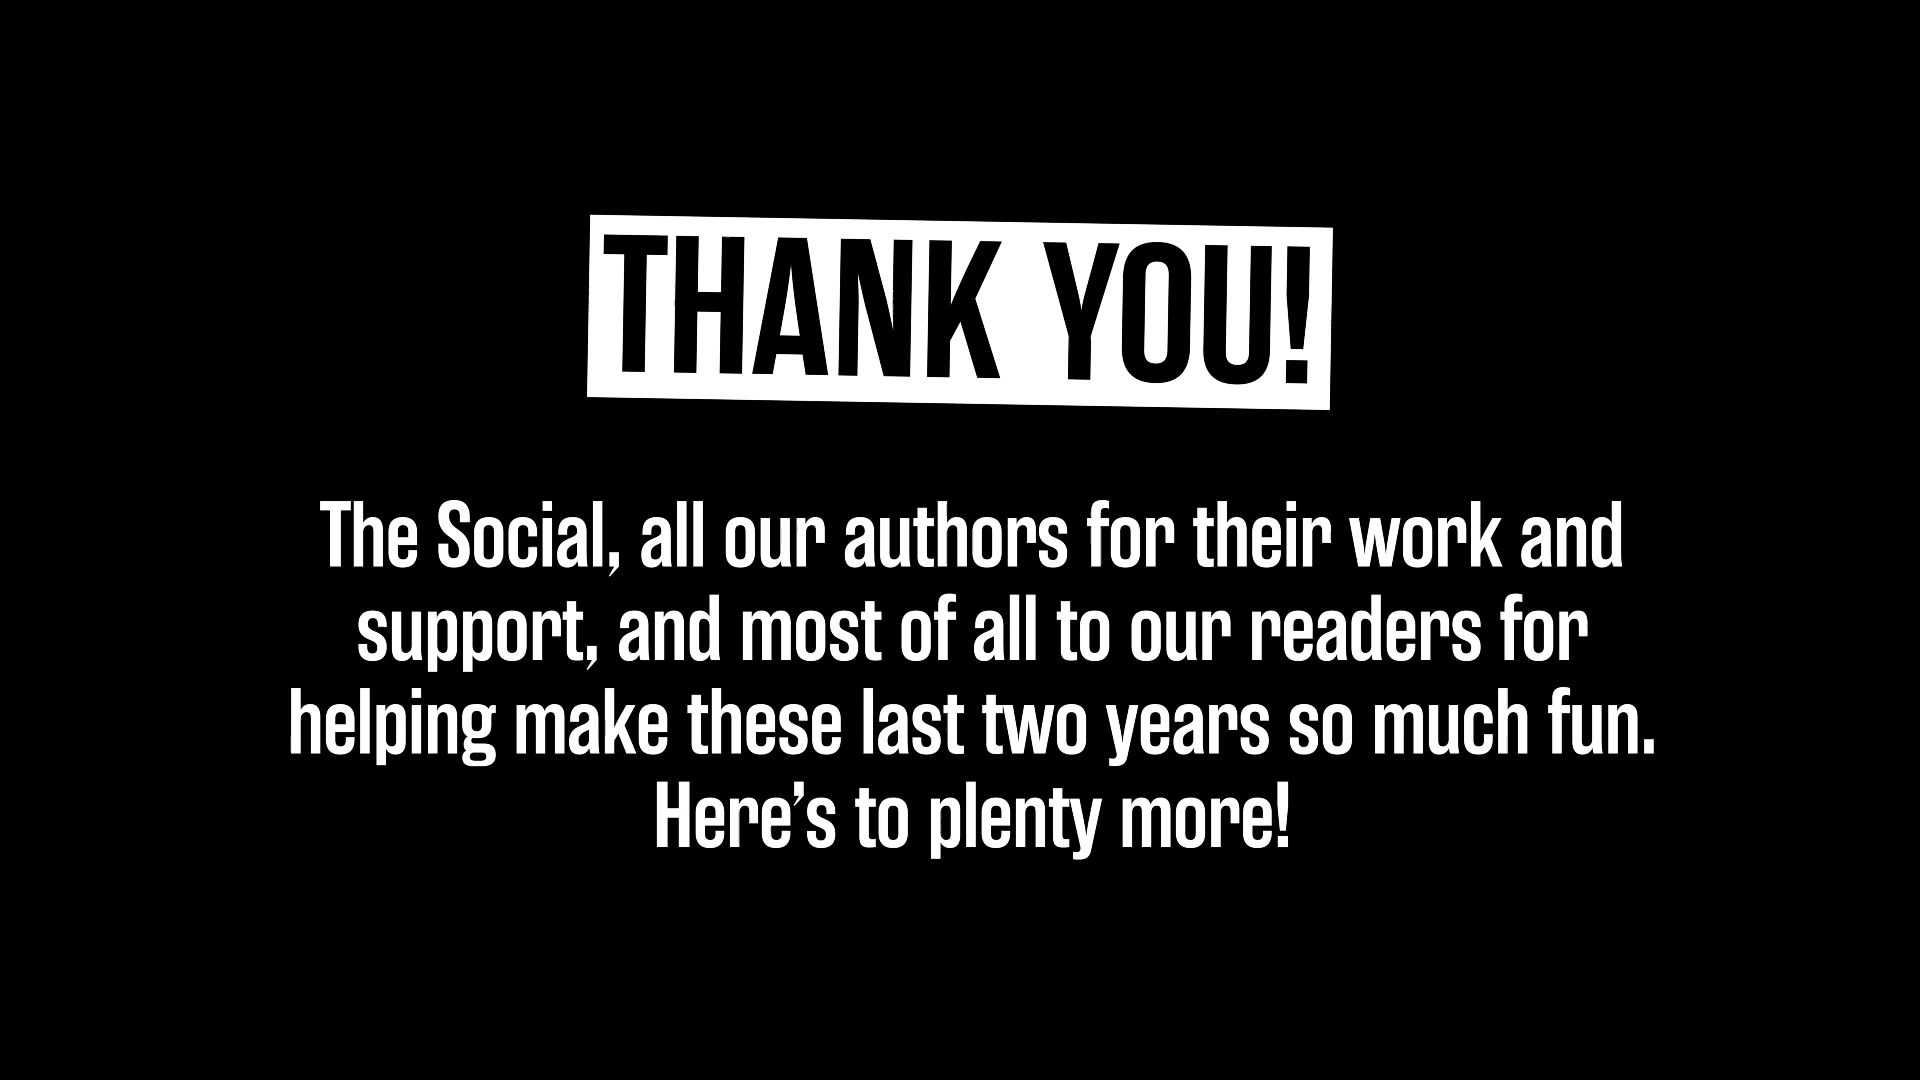 THANK YOU!
The Social, all our authors for their work and
support, and most of all to our readers for
helping make these last two years so much fun.
Here’s to plenty more!